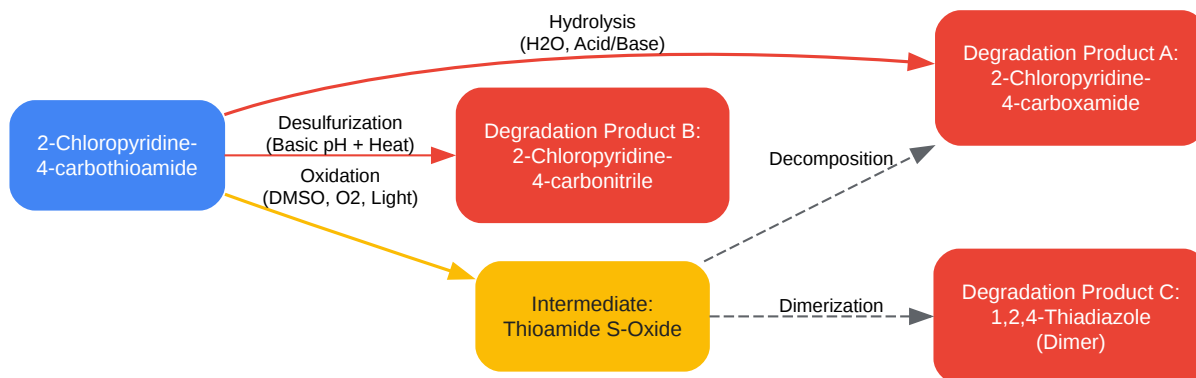 Hydrolysis
(H2O, Acid/Base)
Degradation Product A:
2-Chloropyridine-
4-carboxamide
2-Chloropyridine-
4-carbothioamide
Desulfurization
(Basic pH + Heat)
Degradation Product B:
2-Chloropyridine-
4-carbonitrile
Decomposition
Oxidation
(DMSO, O2, Light)
Intermediate:
Thioamide S-Oxide
Dimerization
Degradation Product C:
1,2,4-Thiadiazole
(Dimer)